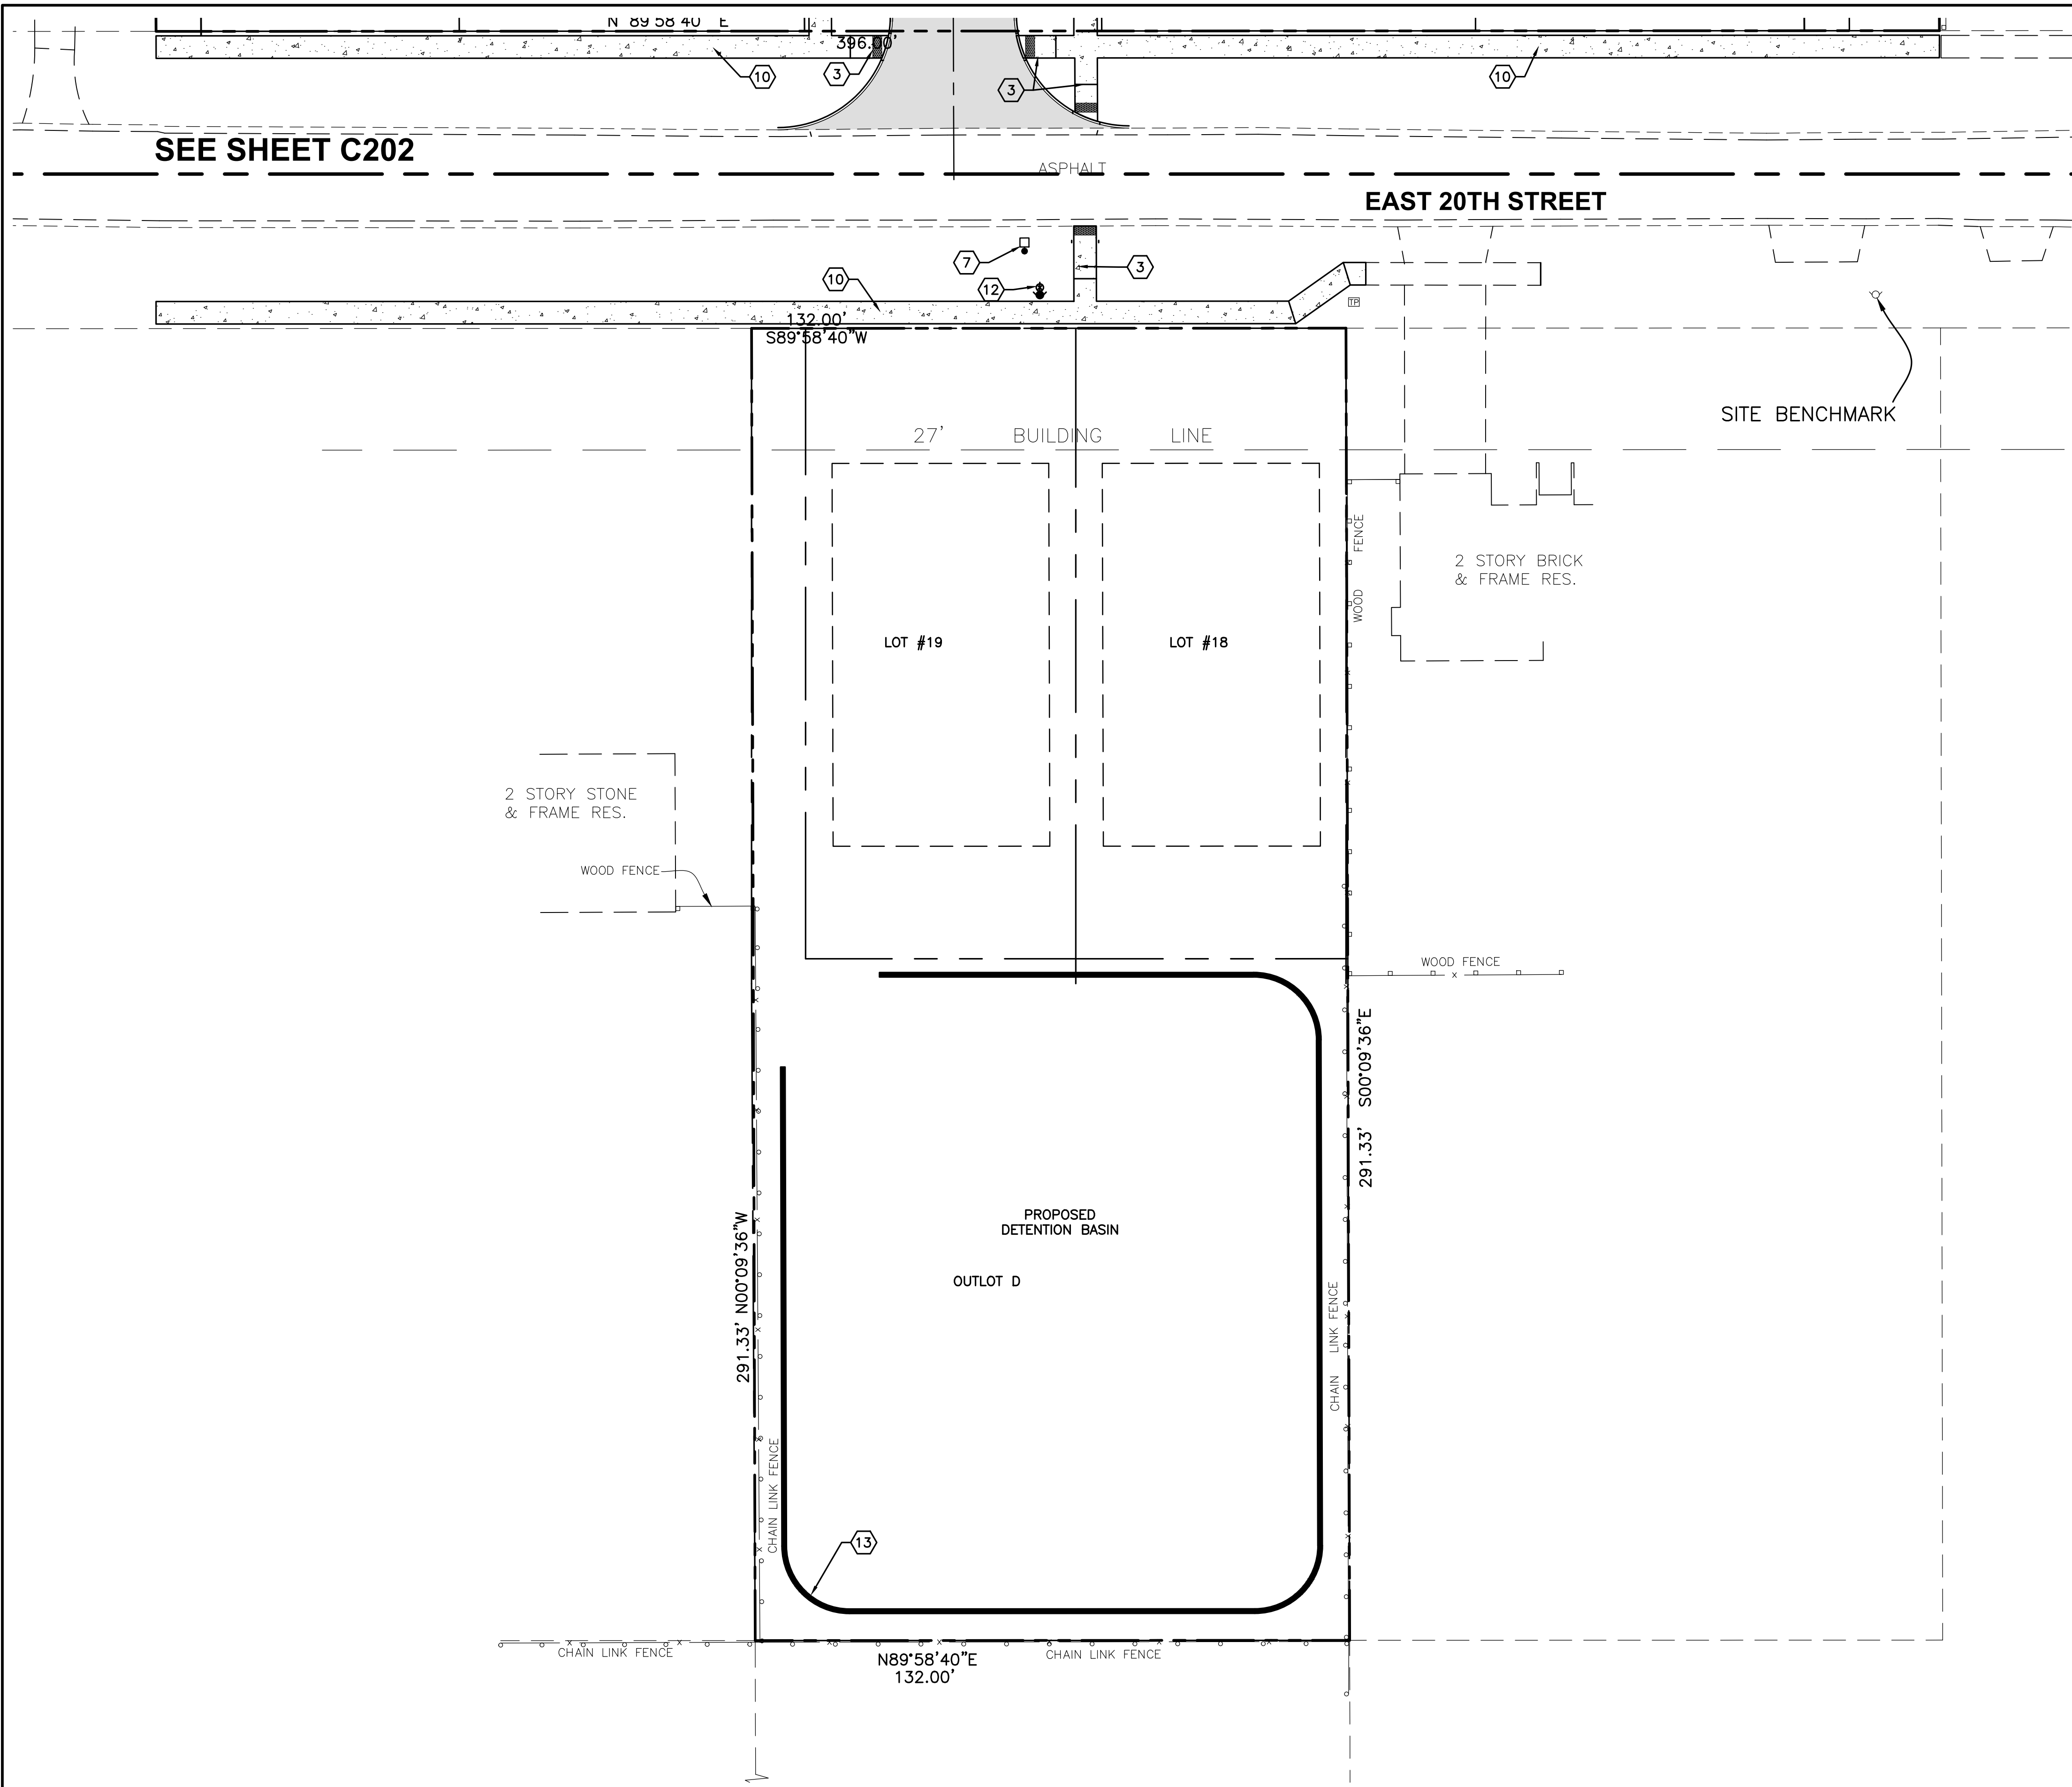 N 89 58 40 E
396.00'
3
10
3
10
SEE SHEET C202
ASPHALT
EAST 20TH STREET
7
3
10
12
TP
132.00'
S89°58'40"W
SITE BENCHMARK
27' BUILDING LINE
WOOD FENCE
2 STORY BRICK
& FRAME RES.
LOT #19
LOT #18
2 STORY STONE
& FRAME RES.
WOOD FENCE
WOOD FENCE
291.33' S00°09'36"E
PROPOSED
DETENTION BASIN
OUTLOT D
291.33' N00°09'36"W
CHAIN LINK FENCE
CHAIN LINK FENCE
13
CHAIN LINK FENCE
N89°58'40"E
132.00'
CHAIN LINK FENCE